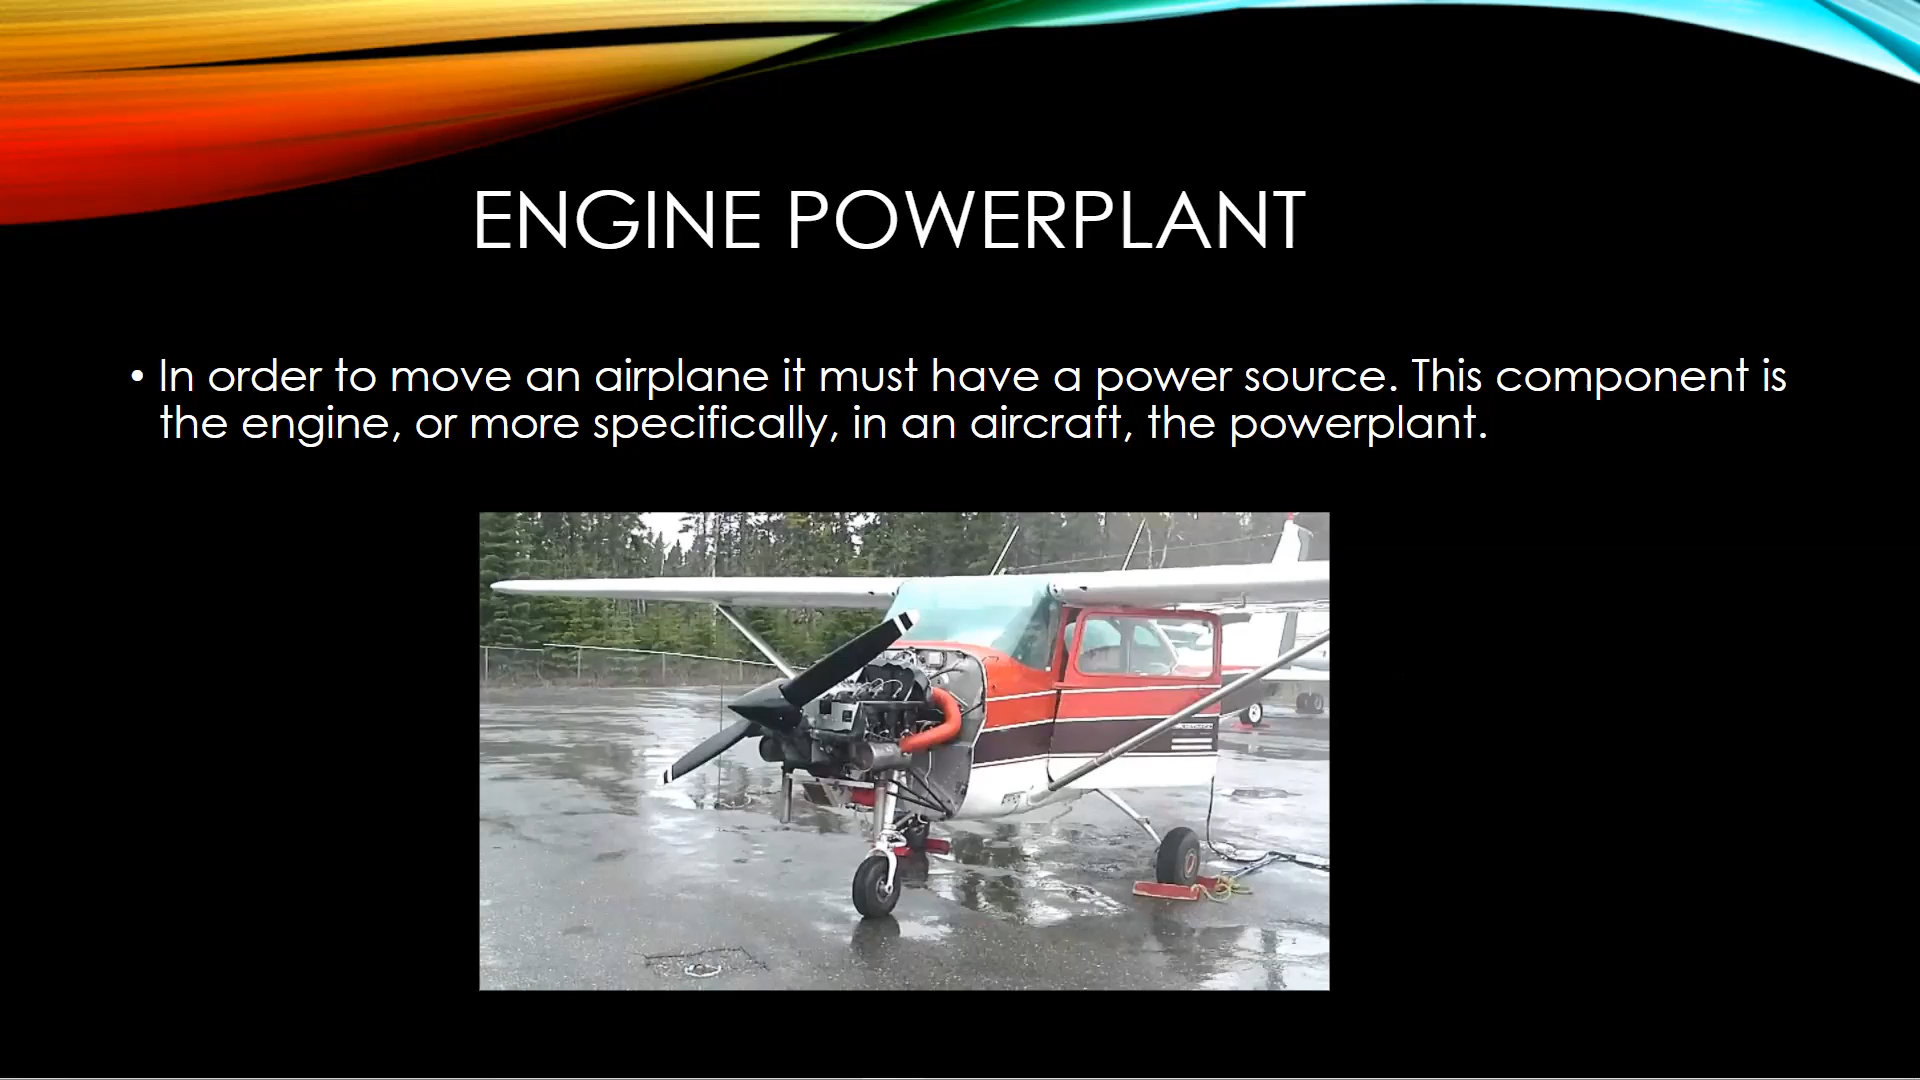 ENGINE POWERPLANT
• In order to move an airplane it must have a power source. This component is
the engine, or more specifically, in an aircraft, the powerplant.